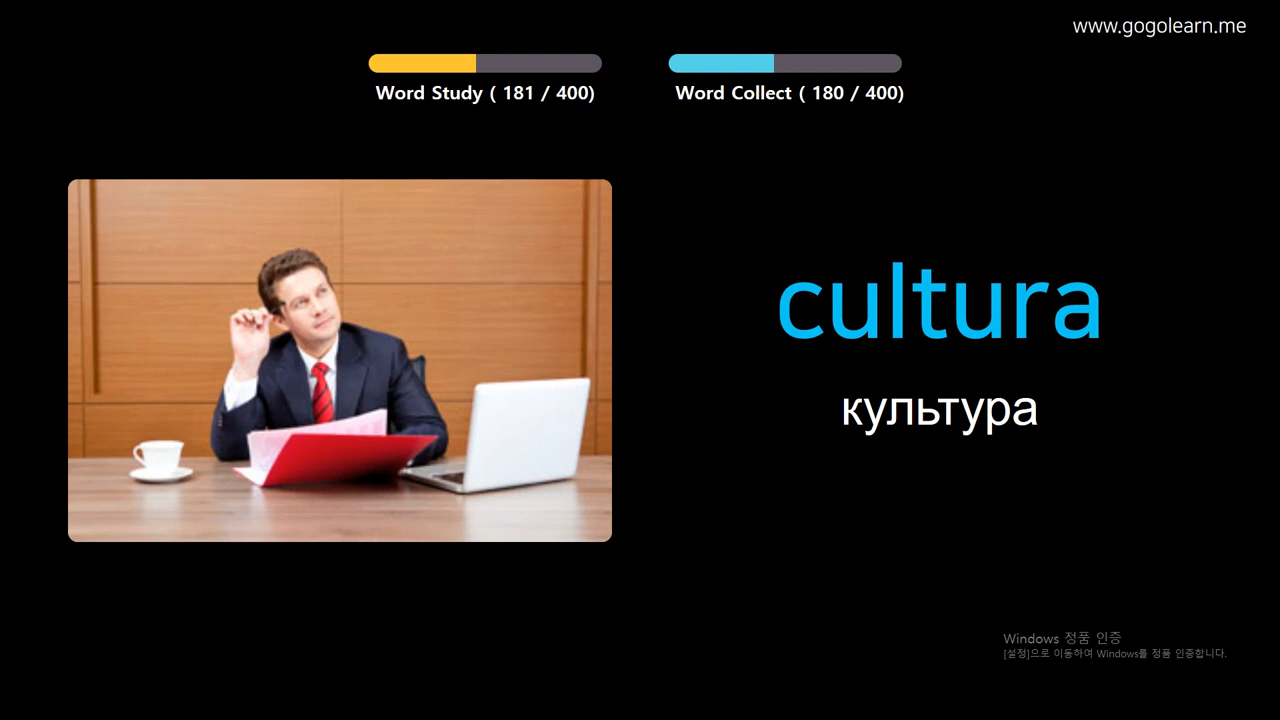 www.gogolearn.me
Word Study ( 181 / 400)
Word Collect ( 180 / 400)
cultura
культура
Windows 정품 인증
[설정]으로 이동하여 Windows를 정품 인증합니다.